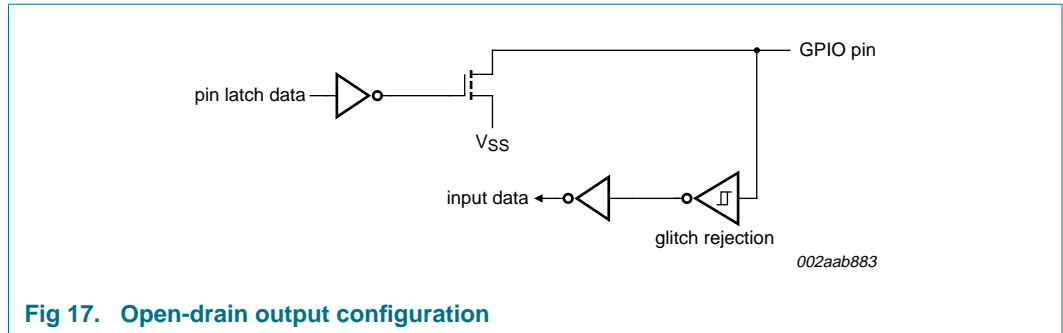 GPIO pin
pin latch data
VSS
input data
glitch rejection
002aab883
Fig 17. Open-drain output configuration